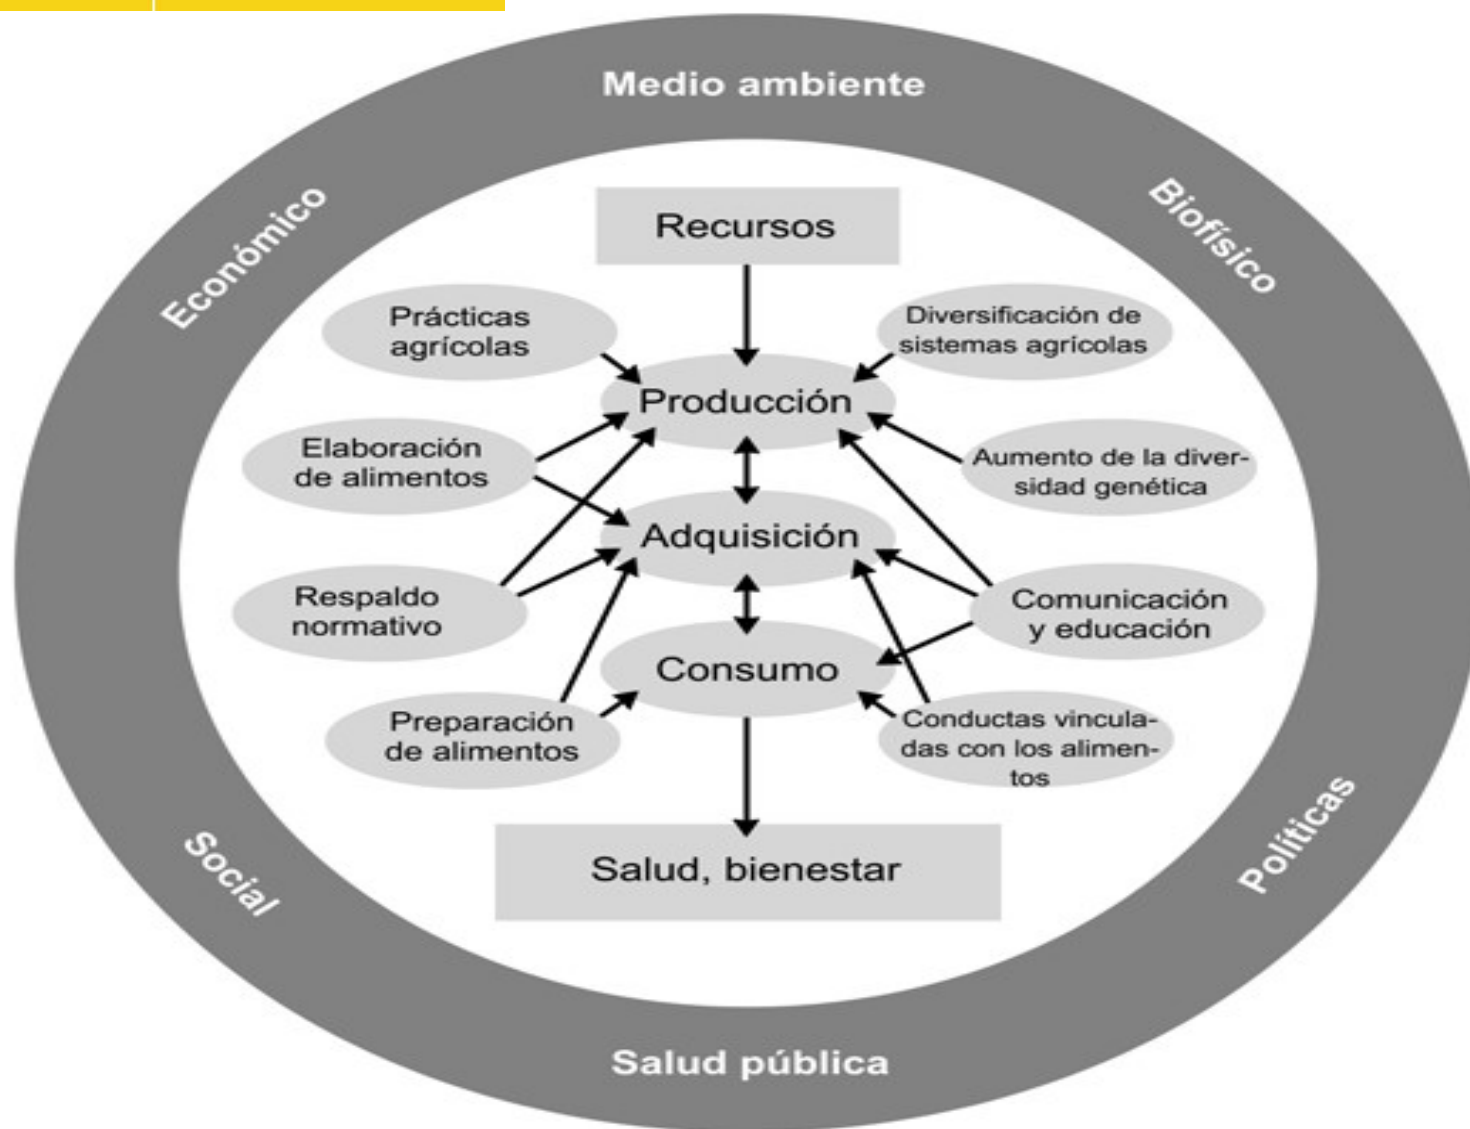 Medio ambiente
Económico
Biofísico
Recursos
Prácticas
agrícolas
Diversificación de
sistemas agrícolas
Producción
Elaboración
de alimentos
Aumento de la diver-
sidad genética
Adquisición
Respaldo
normativo
Comunicación
y educación
Consumo
Preparación
de alimentos
Conductas vincula-
das con los alimen-
tos
Social
Políticas
Salud, bienestar
Salud pública